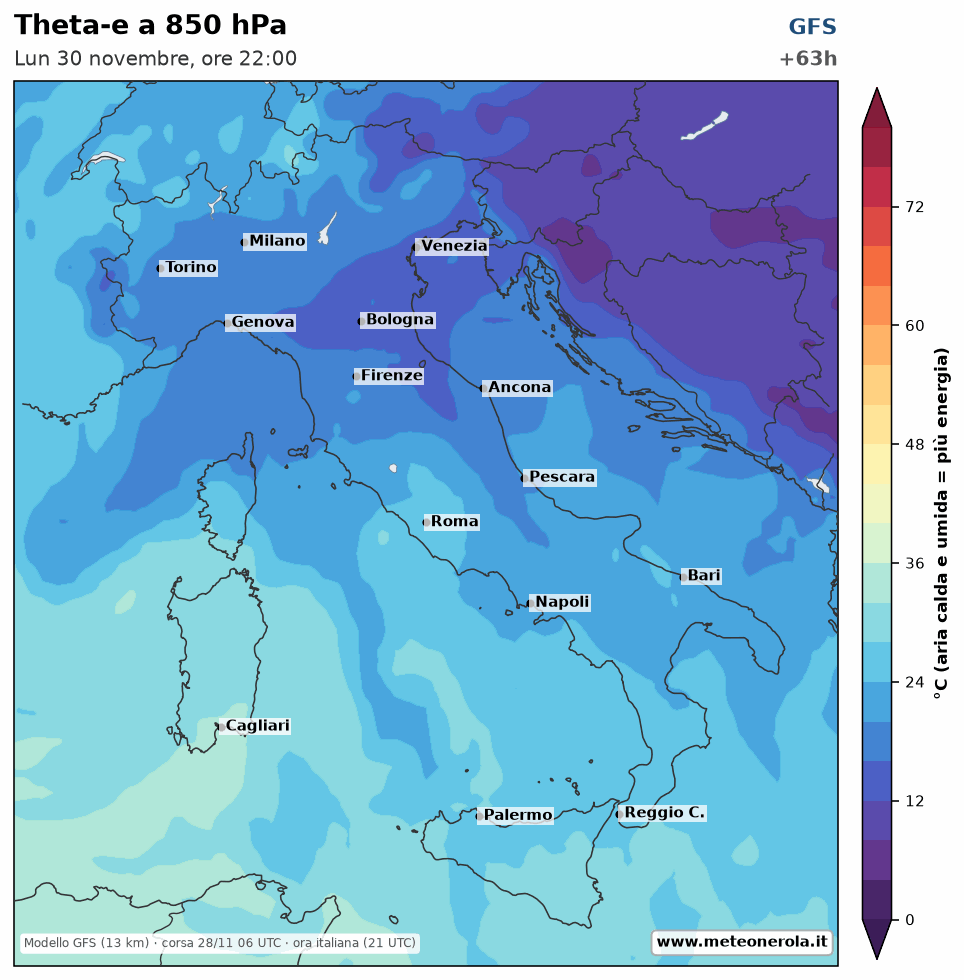 Theta-e a 850 hPa
GFS
Lun 30 novembre, ore 22:00
+63h
Milano
Venezia
Torino
Genova
Bologna
Firenze
Ancona
Pescara
Roma
Bari
Napoli
Cagliari
Palermo
Reggio C.
72
60
48
36
24
12
0
°C (aria calda e umida = più energia)
Modello GFS (13 km) · corsa 28/11 06 UTC · ora italiana (21 UTC)
www.meteonerola.it